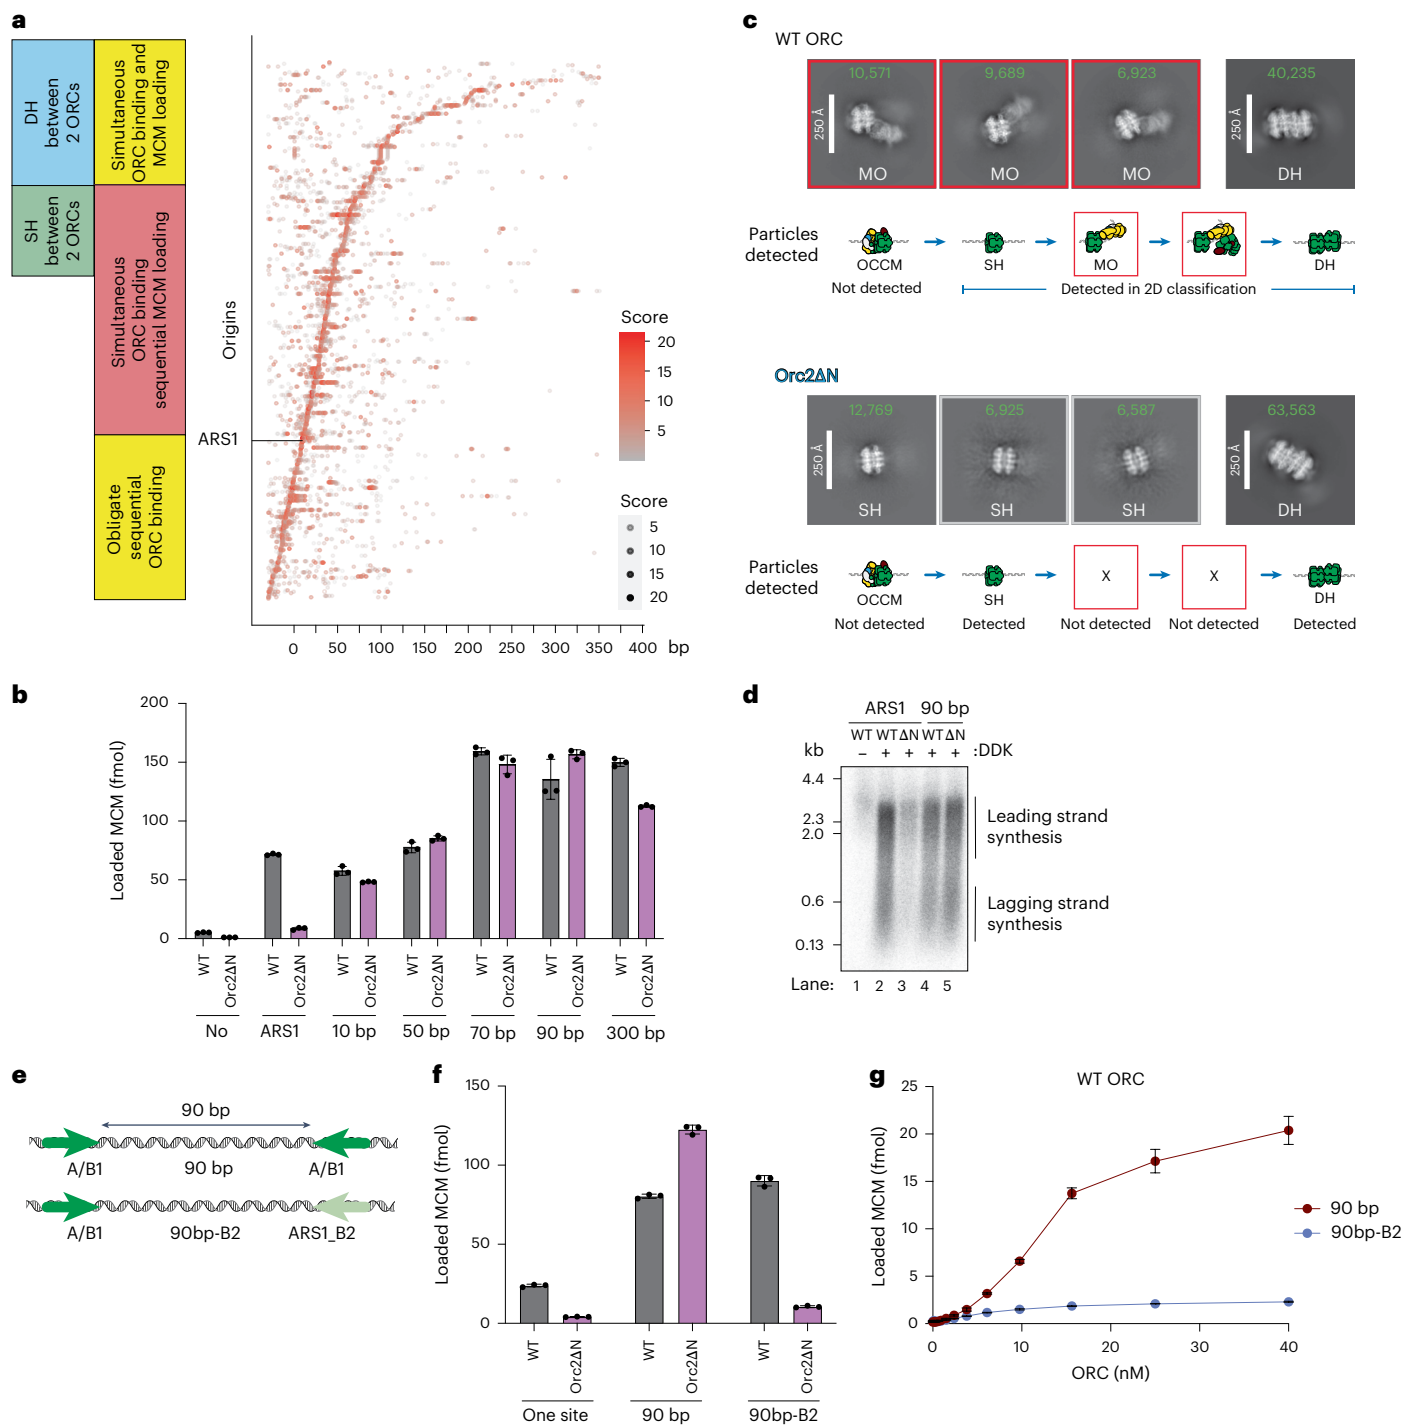 a
DH
between
2 ORCs
Simultaneous
ORC binding and
MCM loading
SH
between
2 ORCs
Simultaneous
ORC binding
sequential MCM loading
Obligate
sequential
ORC binding
Origins
ARS1
Score
20
15
10
5
Score
5
10
15
20
0 50 100 150 200 250 300 350 400 bp
c
WT ORC
250 Å
10,571
MO
9,689
MO
6,923
MO
250 Å
40,235
DH
Particles
detected
OCCM
SH
MO
DH
Not detected
Detected in 2D classification
Orc2ΔN
250 Å
12,769
SH
6,925
SH
6,587
SH
250 Å
63,563
DH
Particles
detected
OCCM
SH
X
X
DH
Not detected
Detected
Not detected
Not detected
Detected
b
Loaded MCM (fmol)
200
150
100
50
0
WT Orc2ΔN WT Orc2ΔN WT Orc2ΔN WT Orc2ΔN WT Orc2ΔN WT Orc2ΔN WT Orc2ΔN
No ARS1 10 bp 50 bp 70 bp 90 bp 300 bp
d
ARS1 90 bp
WT WT ΔN WT ΔN
kb – + + + + :DDK
4.4
2.3
2.0
0.6
0.13
Leading strand
synthesis
Lagging strand
synthesis
Lane: 1 2 3 4 5
e
90 bp
A/B1 90 bp A/B1
A/B1 90bp-B2 ARS1_B2
f
Loaded MCM (fmol)
150
100
50
0
WT Orc2ΔN WT Orc2ΔN WT Orc2ΔN
One site 90 bp 90bp-B2
g
WT ORC
Loaded MCM (fmol)
25
20
15
10
5
0
0 10 20 30 40
ORC (nM)
90 bp
90bp-B2